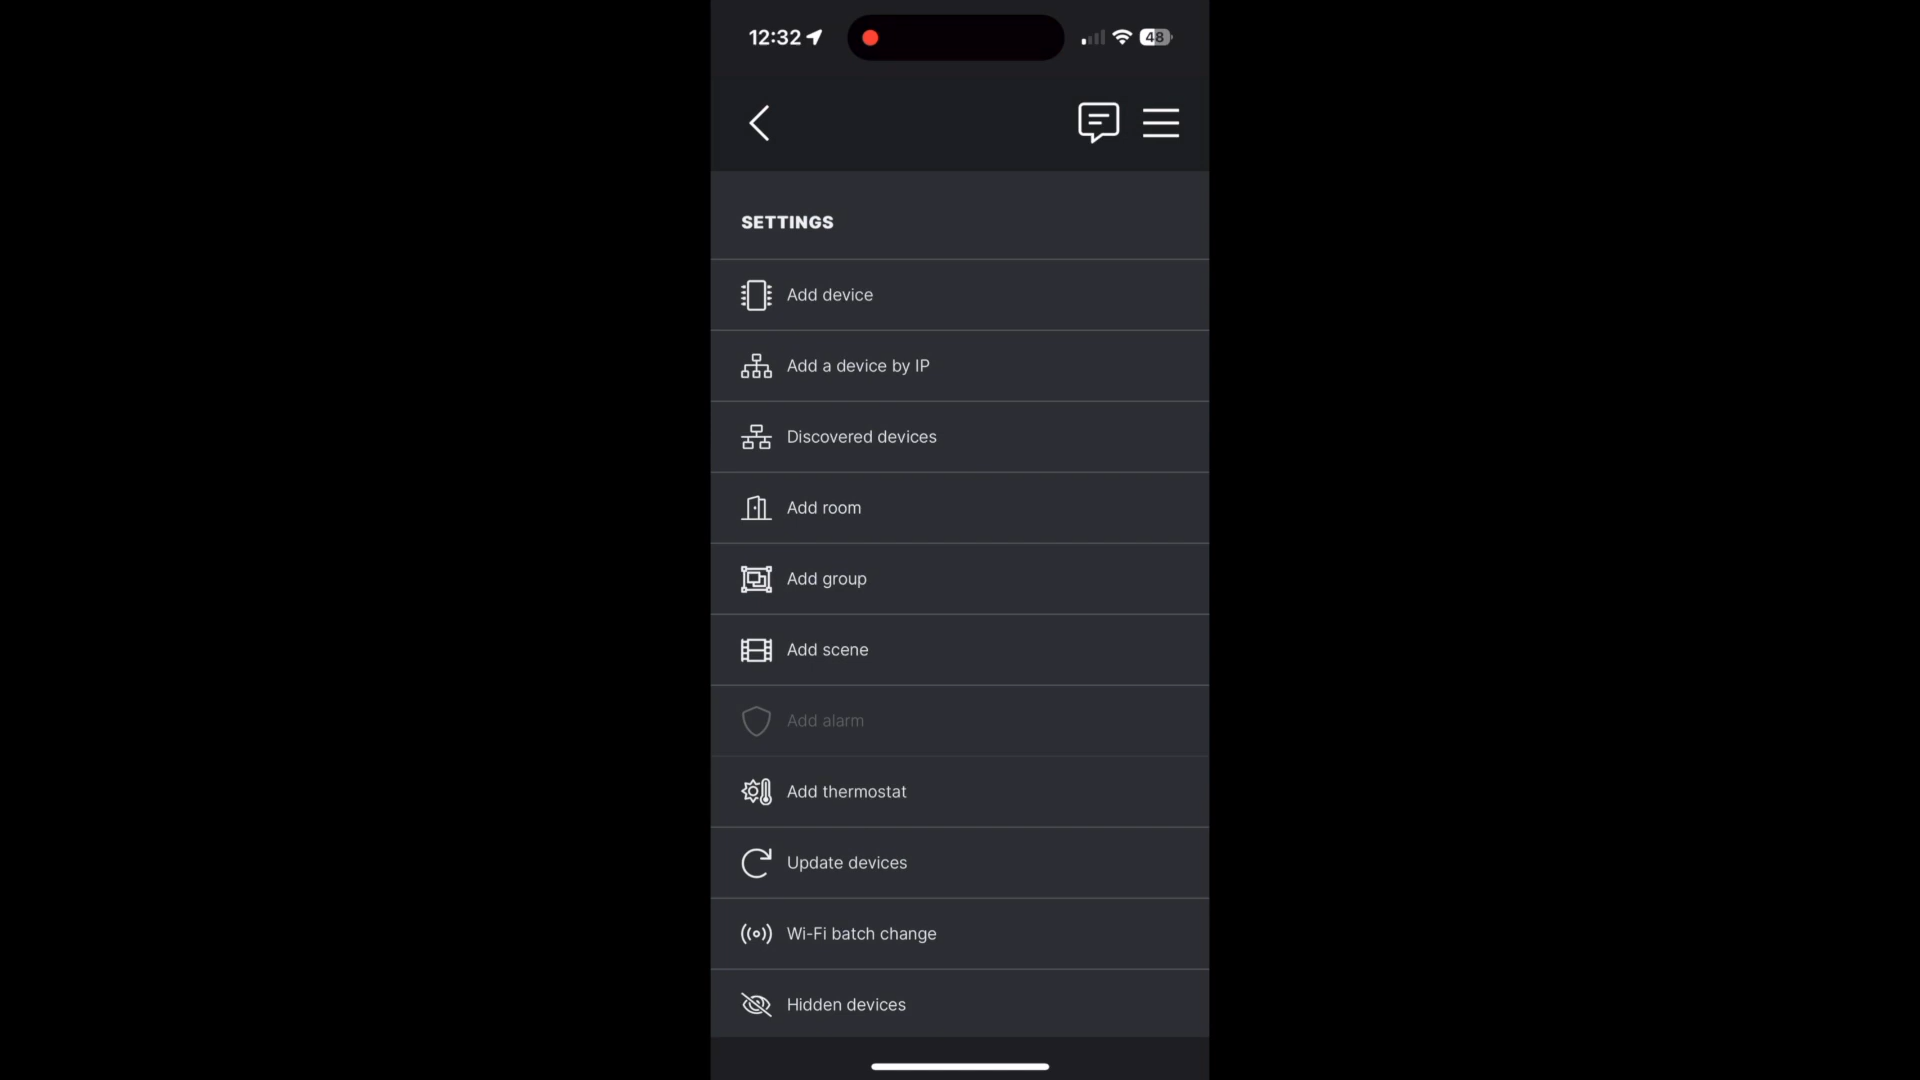 12:32
48
SETTINGS
Add device
Add a device by IP
Discovered devices
Add room
Add group
Add scene
Add alarm
Add thermostat
Update devices
Wi-Fi batch change
Hidden devices